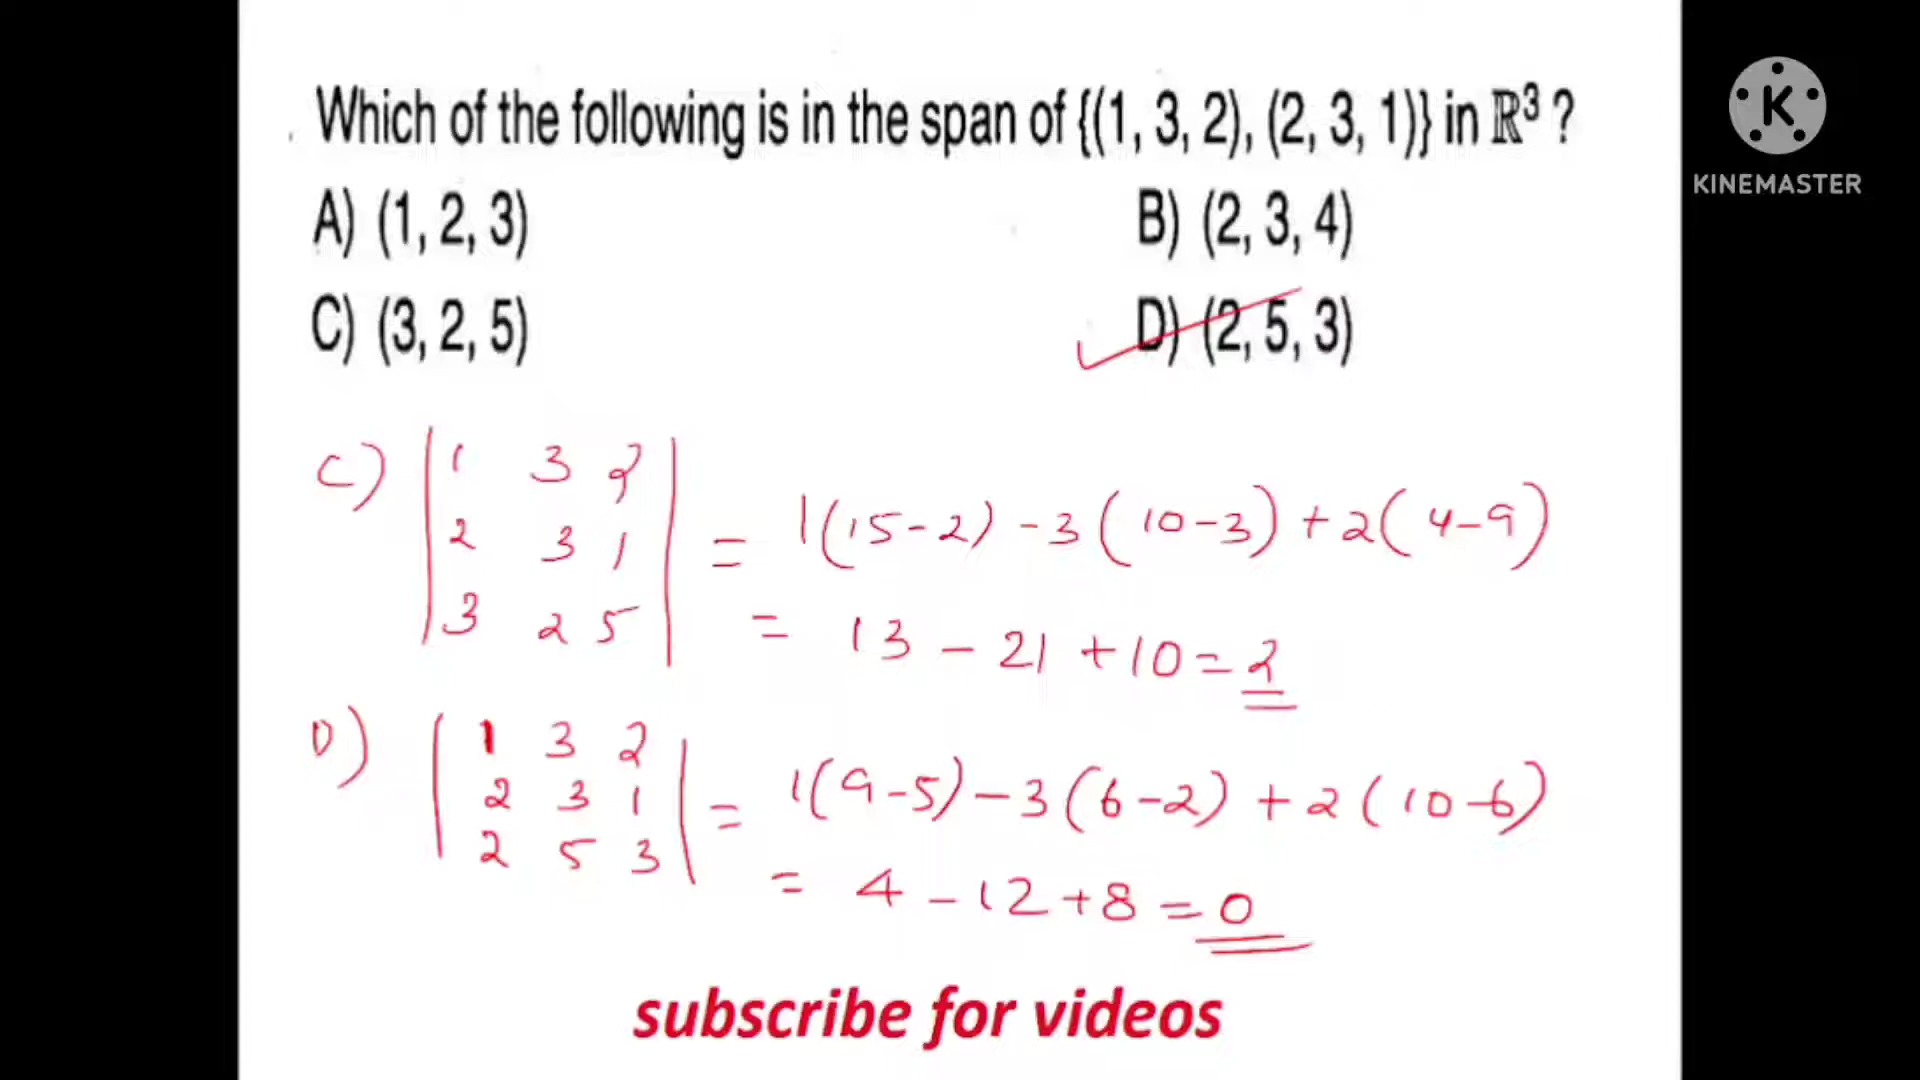 Which of the following is in the span of {(1, 3, 2), (2, 3, 1)} in ℝ³ ?
A) (1, 2, 3) B) (2, 3, 4)
C) (3, 2, 5) D) (2, 5, 3)
K
KINEMASTER
C) | 1 3 2 |
| 2 3 1 | = 1(15-2) -3(10-3) +2(4-9)
| 3 2 5 | = 13 - 21 +10 = 2
D) | 1 3 2 |
| 2 3 1 | = 1(9-5) -3(6-2) +2(10-6)
| 2 5 3 | = 4 -12 +8 = 0
subscribe for videos